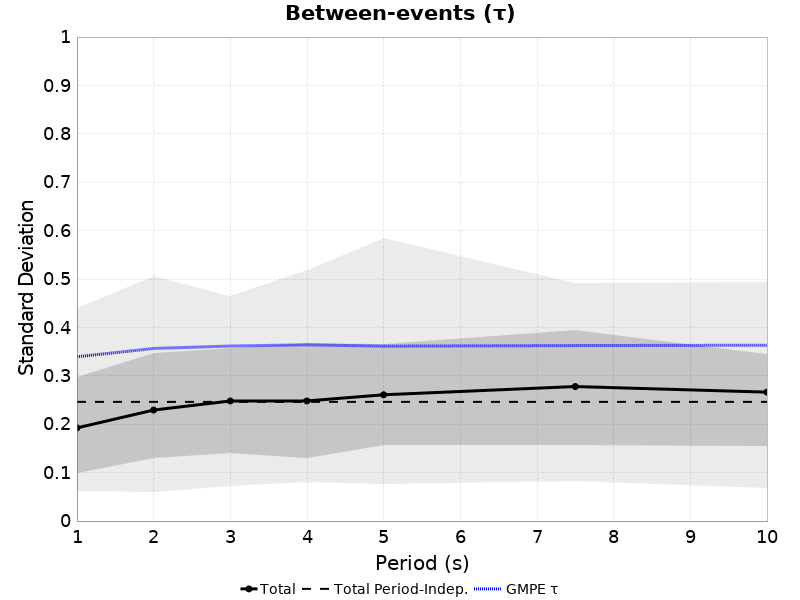 Between-events (τ)
Standard Deviation
1
0.9
0.8
0.7
0.6
0.5
0.4
0.3
0.2
0.1
0
1 2 3 4 5 6 7 8 9 10
Period (s)
Total Total Period-Indep. GMPE τ